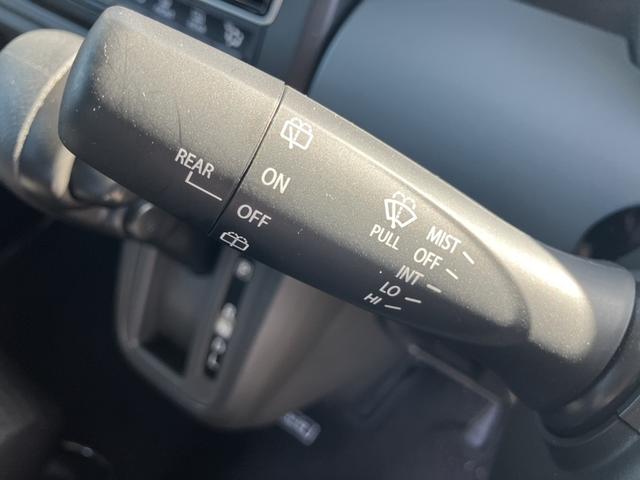 REAR
ON
OFF
PULL
MIST
OFF
INT
LO
HI